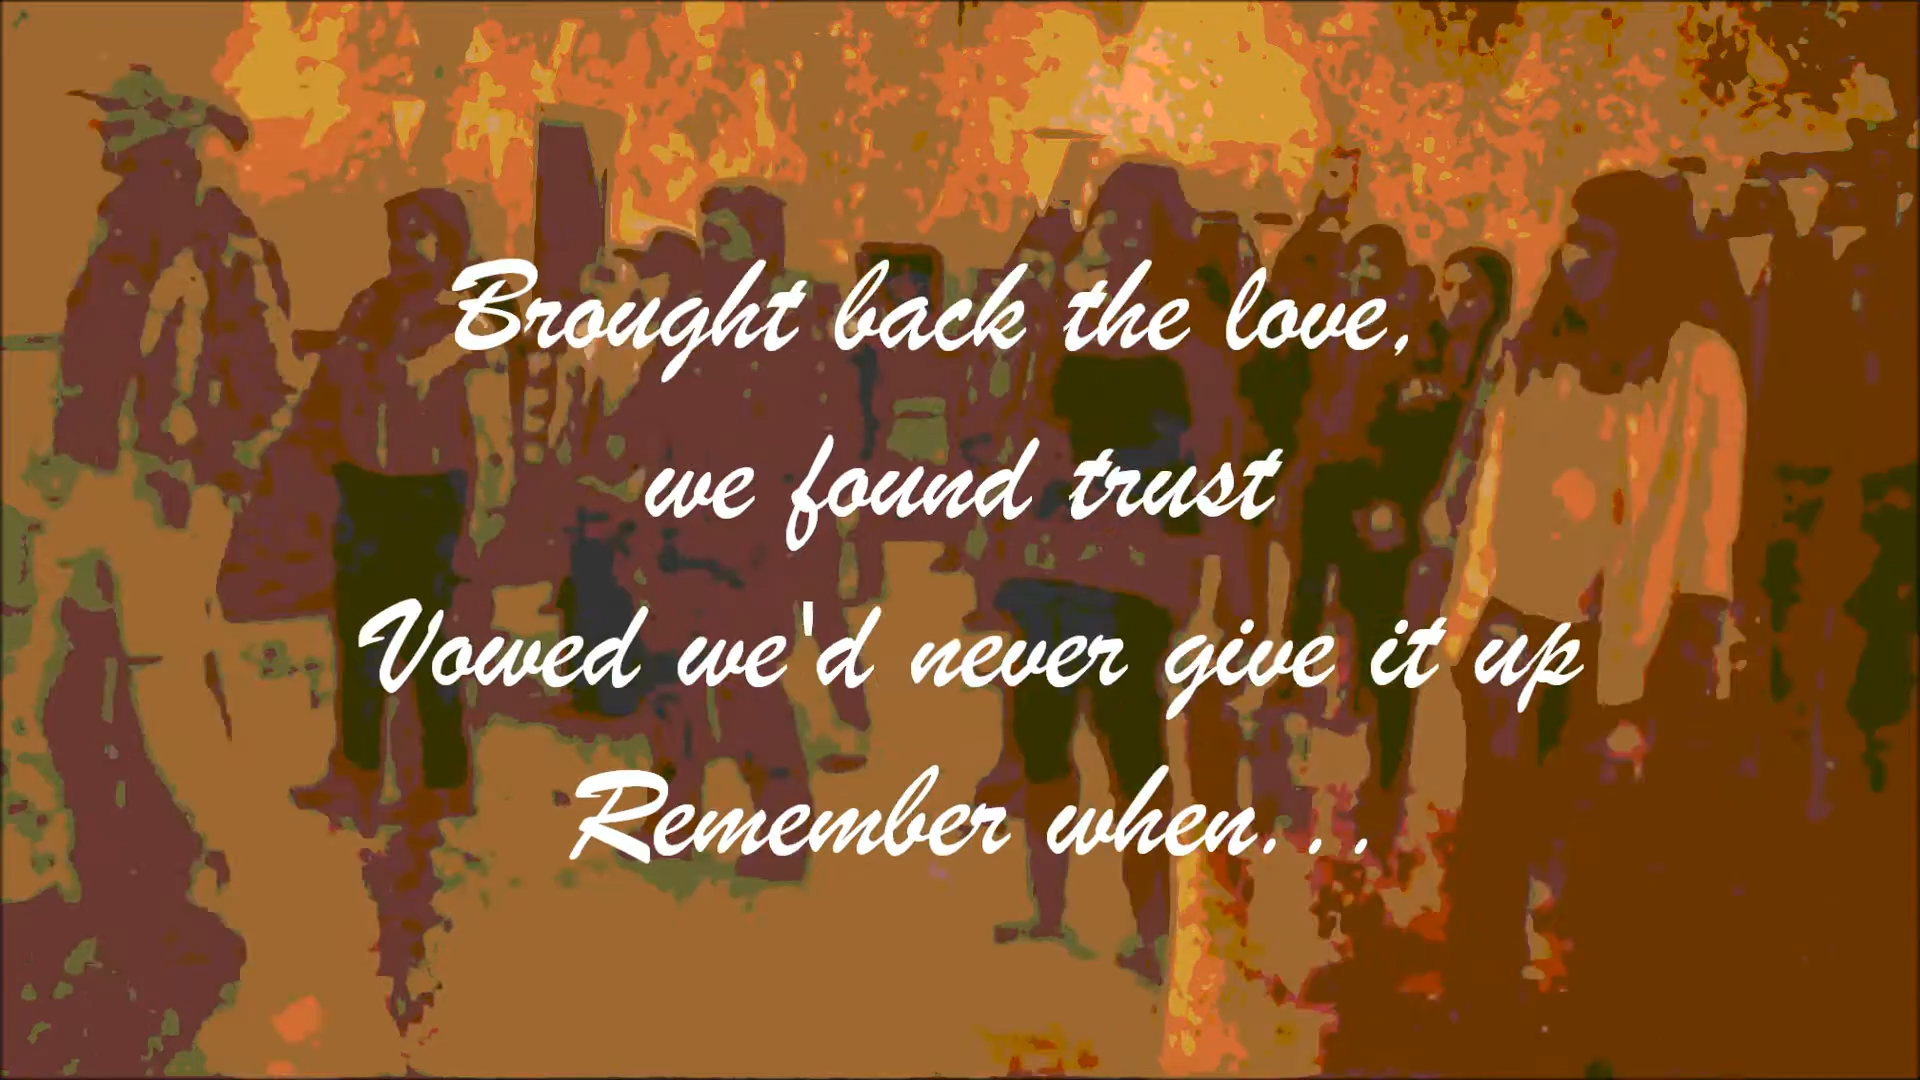 Brought back the love,
we found trust
Vowed we'd never give it up
Remember when...